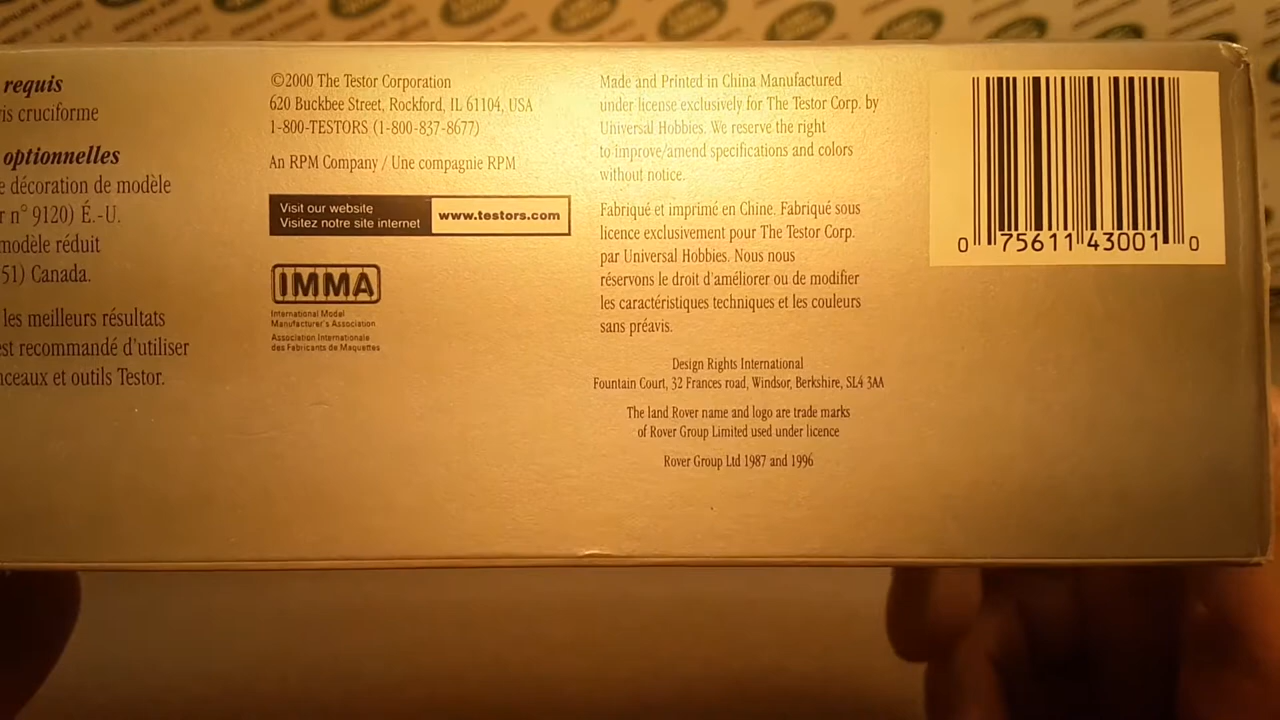 requis
is cruciforme
optionnelles
e décoration de modèle
r n° 9120) É.-U.
modèle réduit
51) Canada.
les meilleurs résultats
st recommandé d'utiliser
nceaux et outils Testor.
©2000 The Testor Corporation
620 Buckbee Street, Rockford, IL 61104, USA
1-800-TESTORS (1-800-837-8677)
An RPM Company / Une compagnie RPM
Visit our website
Visitez notre site internet
www.testors.com
IMMA
International Model
Manufacturer's Association
Association Internationale
des Fabricants de Maquettes
Made and Printed in China Manufactured
under license exclusively for The Testor Corp. by
Universal Hobbies. We reserve the right
to improve/amend specifications and colors
without notice.
Fabriqué et imprimé en Chine. Fabriqué sous
licence exclusivement pour The Testor Corp.
par Universal Hobbies. Nous nous
réservons le droit d'améliorer ou de modifier
les caractéristiques techniques et les couleurs
sans préavis.
Design Rights International
Fountain Court, 32 Frances road, Windsor, Berkshire, SL4 3AA
The land Rover name and logo are trade marks
of Rover Group Limited used under licence
Rover Group Ltd 1987 and 1996
0 75611 43001 0